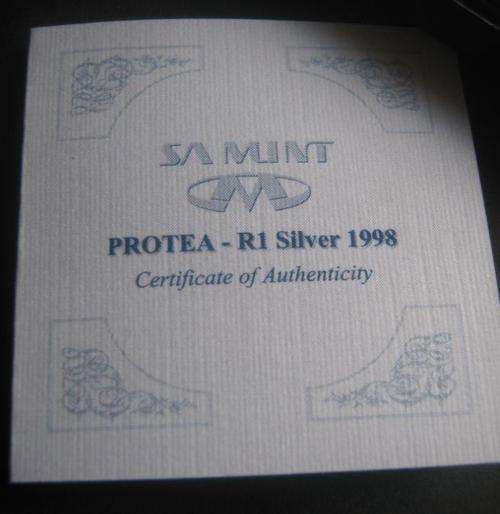 SA MINT
PROTEA - R1 Silver 1998
Certificate of Authenticity